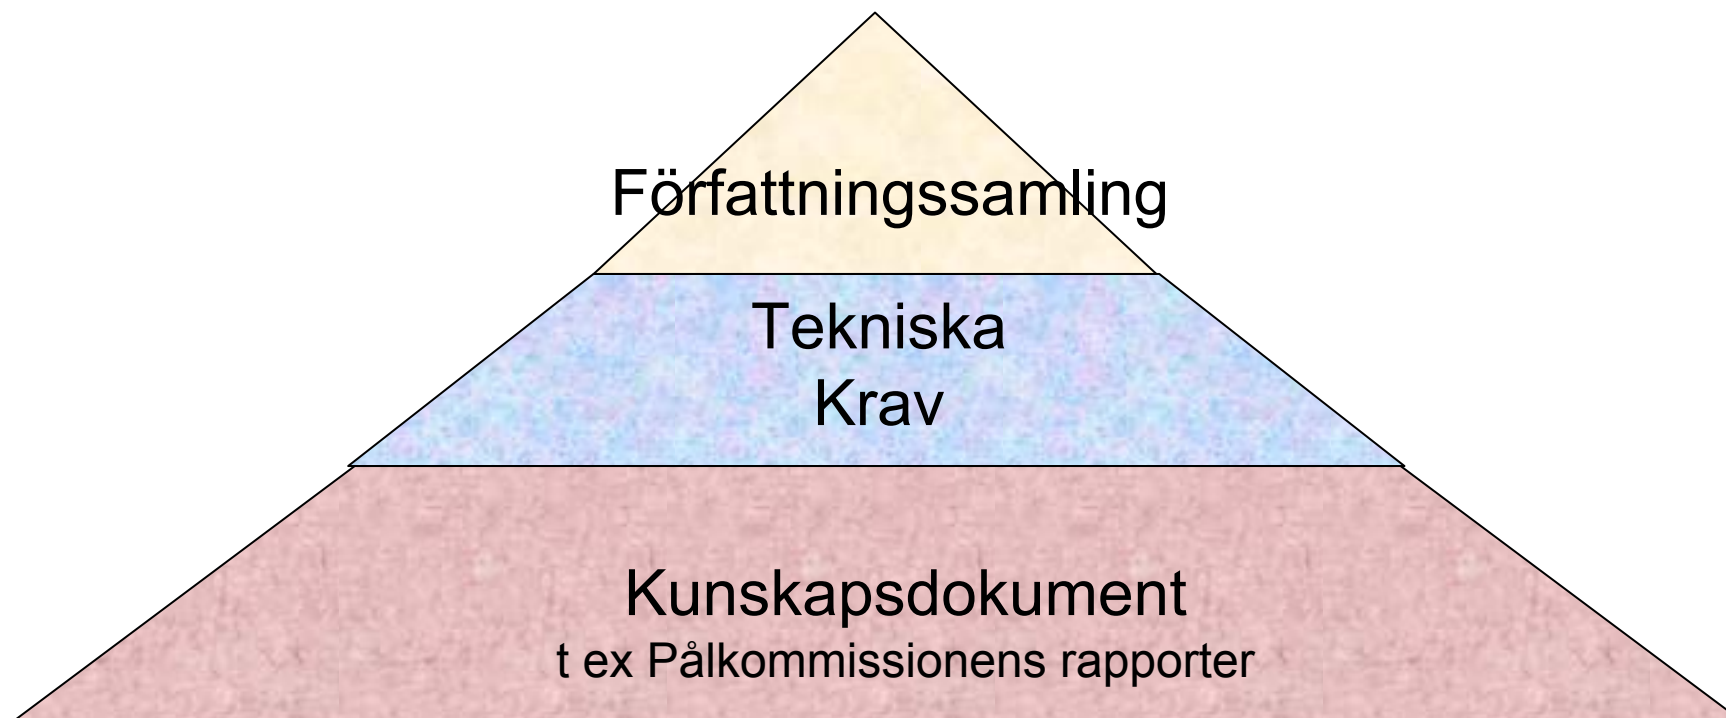 Författningssamling
Tekniska
Krav
Kunskapsdokument
t ex Pålkommissionens rapporter